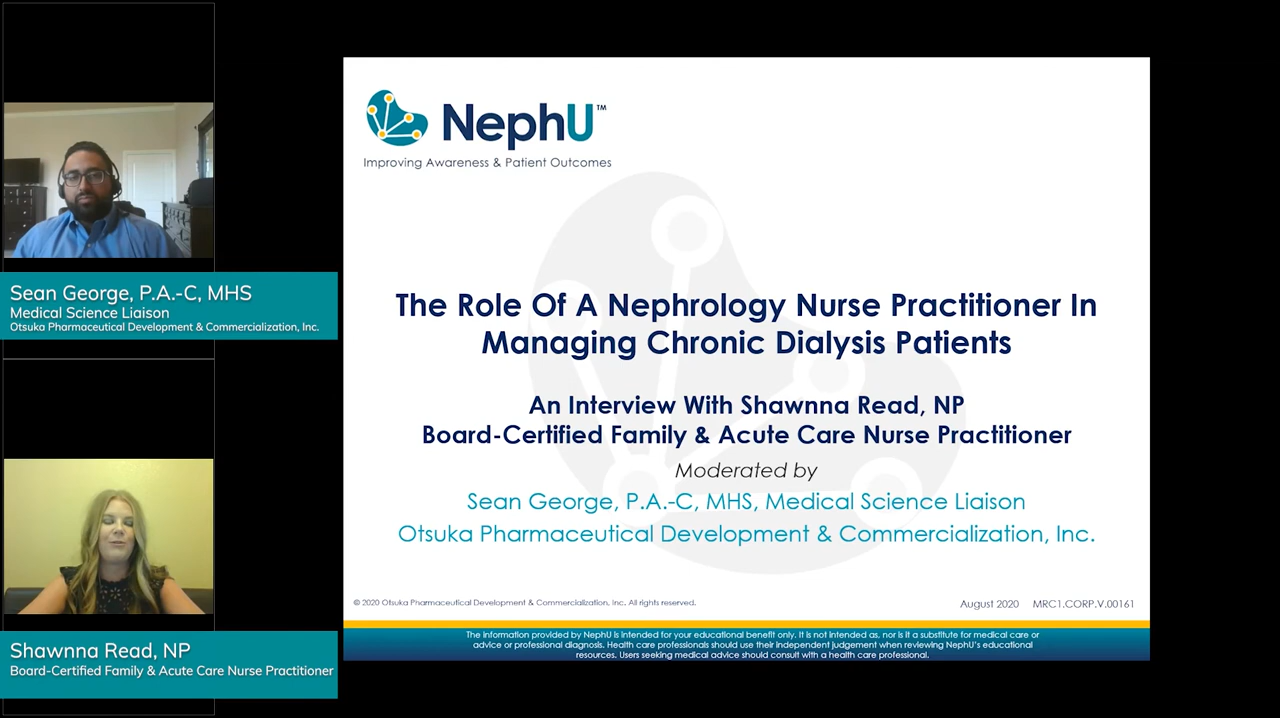 Sean George, P.A.-C, MHS
Medical Science Liaison
Otsuka Pharmaceutical Development & Commercialization, Inc.
Shawnna Read, NP
Board-Certified Family & Acute Care Nurse Practitioner
NephU™
Improving Awareness & Patient Outcomes
The Role Of A Nephrology Nurse Practitioner In
Managing Chronic Dialysis Patients
An Interview With Shawnna Read, NP
Board-Certified Family & Acute Care Nurse Practitioner
Moderated by
Sean George, P.A.-C, MHS, Medical Science Liaison
Otsuka Pharmaceutical Development & Commercialization, Inc.
© 2020 Otsuka Pharmaceutical Development & Commercialization, Inc. All rights reserved.
August 2020 MRC1.CORP.V.00161
The information provided by NephU is intended for your educational benefit only. It is not intended as, nor is it a substitute for medical care or
advice or professional diagnosis. Health care professionals should use their independent judgement when reviewing NephU's educational
resources. Users seeking medical advice should consult with a health care professional.